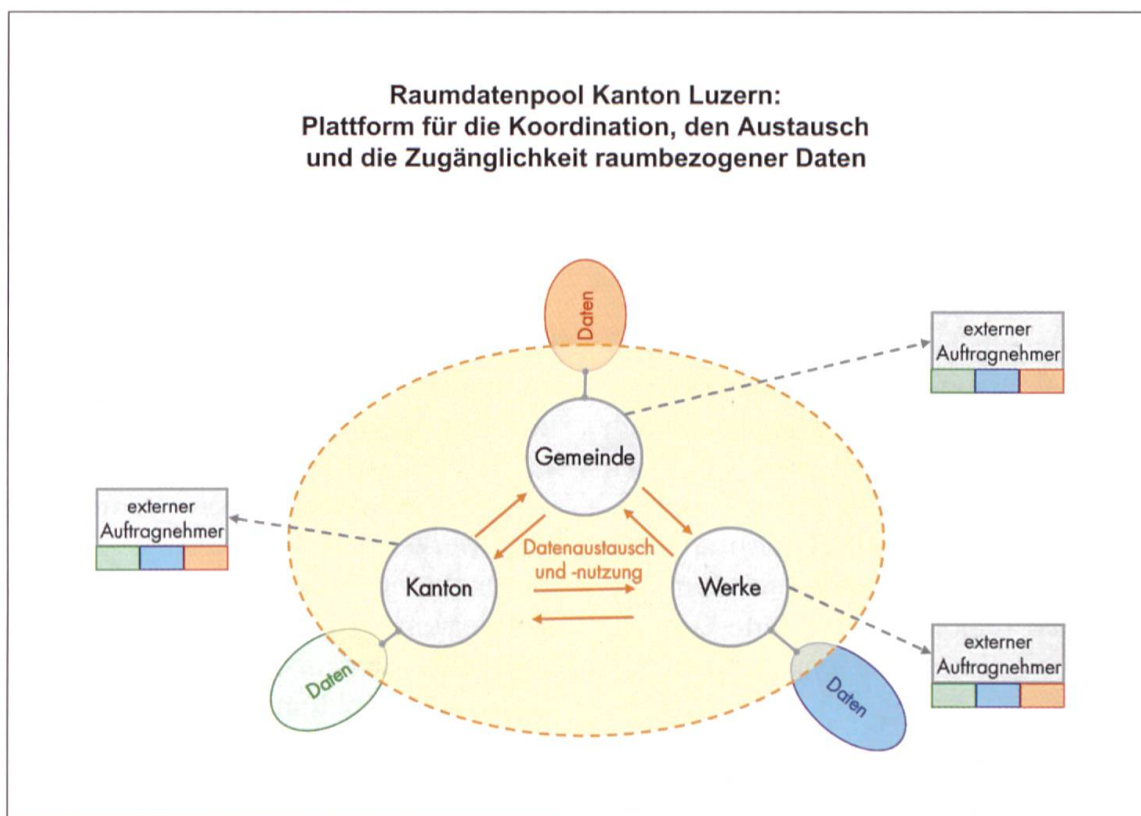 Raumdatenpool Kanton Luzern:
Plattform für die Koordination, den Austausch
und die Zugänglichkeit raumbezogener Daten
Daten
externer
Auftragnehmer
Gemeinde
externer
Auftragnehmer
Datenaustausch
und -nutzung
Kanton
Werke
externer
Auftragnehmer
Daten
Daten